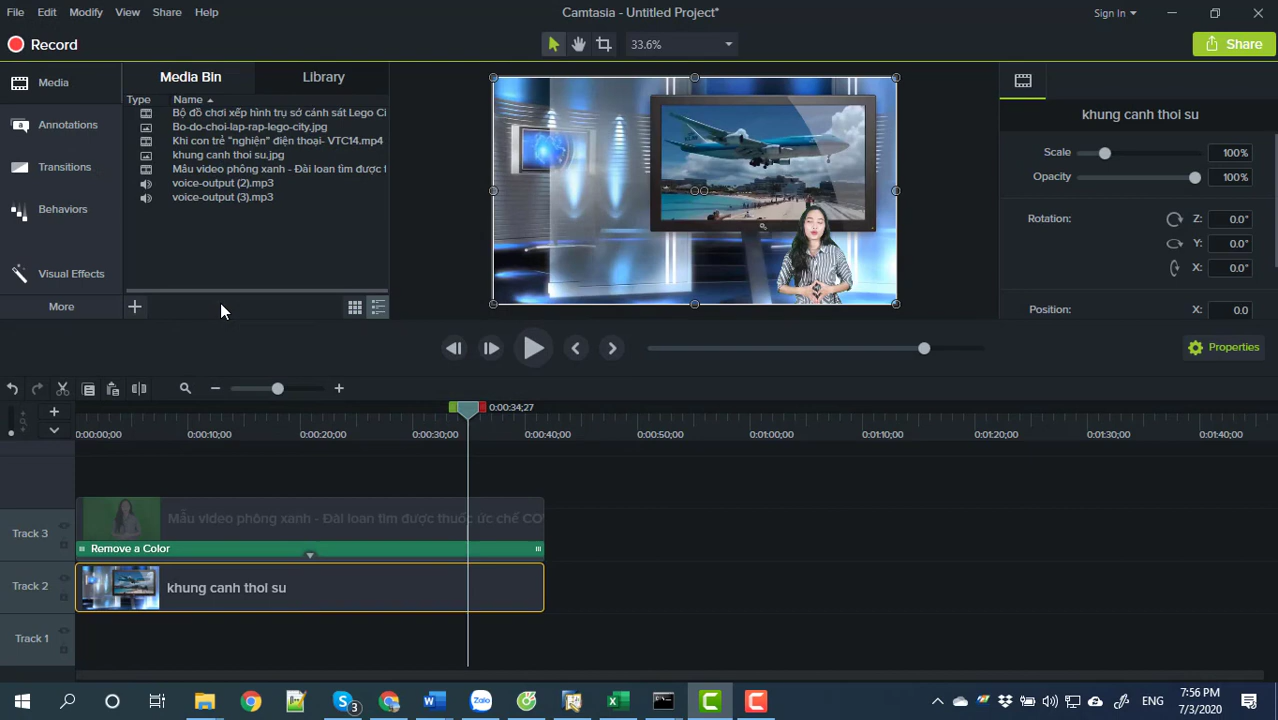 File Edit Modify View Share Help
Camtasia - Untitled Project*
Sign In
Record
33.6%
Share
Media
Annotations
Transitions
Behaviors
Visual Effects
More
Media Bin
Library
Type Name
Bộ đồ chơi xếp hình trụ sở cảnh sát Lego Ci
Bo-do-choi-lap-rap-lego-city.jpg
Khi con trẻ "nghiện" điện thoại- VTC14.mp4
khung canh thoi su.jpg
Mẫu video phông xanh - Đài loan tìm được t
voice-output (2).mp3
voice-output (3).mp3
khung canh thoi su
Scale 100%
Opacity 100%
Rotation: Z: 0.0°
Y: 0.0°
X: 0.0°
Position: X: 0.0
Properties
0:00:34;27
0:00:00;00 0:00:10;00 0:00:20;00 0:00:30;00 0:00:40;00 0:00:50;00 0:01:00;00 0:01:10;00 0:01:20;00 0:01:30;00 0:01:40;00
Track 3
Mẫu video phông xanh - Đài loan tìm được thuốc ức chế CO
Remove a Color
Track 2
khung canh thoi su
Track 1
3
ENG
7:56 PM
7/3/2020